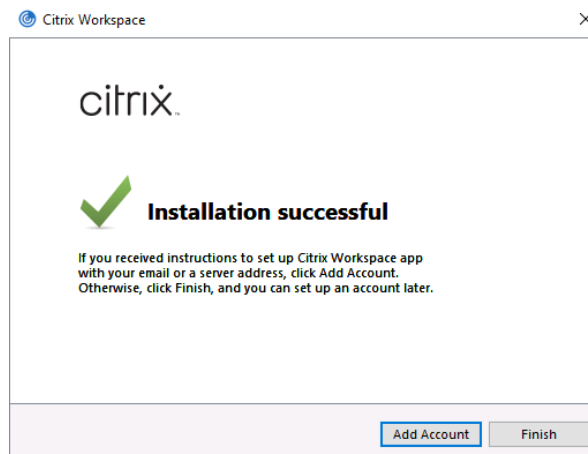 Citrix Workspace
citrix™
Installation successful
If you received instructions to set up Citrix Workspace app
with your email or a server address, click Add Account.
Otherwise, click Finish, and you can set up an account later.
Add Account
Finish